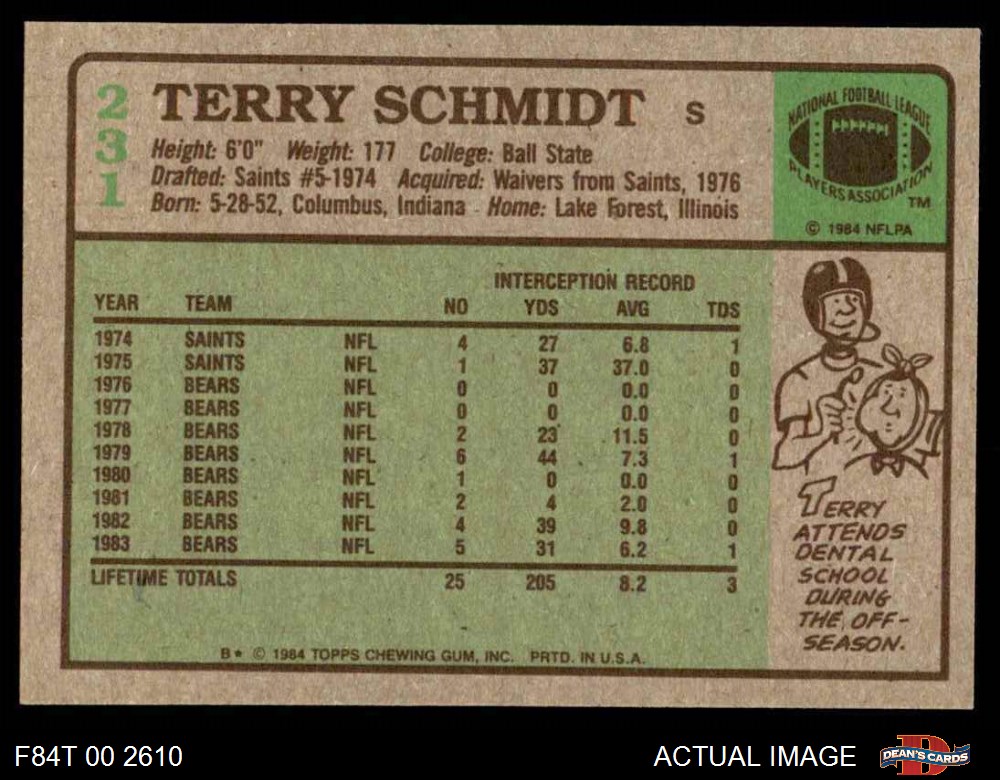 2 3 1
TERRY SCHMIDT S
Height: 6'0" Weight: 177 College: Ball State
Drafted: Saints #5-1974 Acquired: Waivers from Saints, 1976
Born: 5-28-52, Columbus, Indiana - Home: Lake Forest, Illinois
NATIONAL FOOTBALL LEAGUE
PLAYERS ASSOCIATION
TM
© 1984 NFLPA
INTERCEPTION RECORD
YEAR TEAM NO YDS AVG TDS
1974 SAINTS NFL 4 27 6.8 1
1975 SAINTS NFL 1 37 37.0 0
1976 BEARS NFL 0 0 0.0 0
1977 BEARS NFL 0 0 0.0 0
1978 BEARS NFL 2 23 11.5 0
1979 BEARS NFL 6 44 7.3 1
1980 BEARS NFL 1 0 0.0 0
1981 BEARS NFL 2 4 2.0 0
1982 BEARS NFL 4 39 9.8 0
1983 BEARS NFL 5 31 6.2 1
LIFETIME TOTALS 25 205 8.2 3
TERRY
ATTENDS
DENTAL
SCHOOL
DURING
THE OFF-
SEASON.
B* © 1984 TOPPS CHEWING GUM, INC. PRTD. IN U.S.A.
F84T 00 2610
ACTUAL IMAGE
DEAN'S CARDS